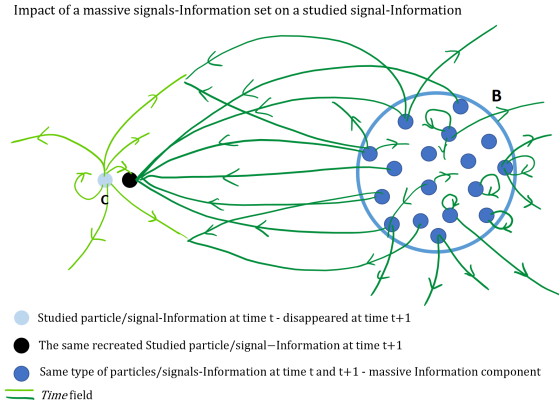 Impact of a massive signals-Information set on a studied signal-Information
B
C
Studied particle/signal-Information at time t - disappeared at time t+1
The same recreated Studied particle/signal−Information at time t+1
Same type of particles/signals-Information at time t and t+1 - massive Information component
Time field